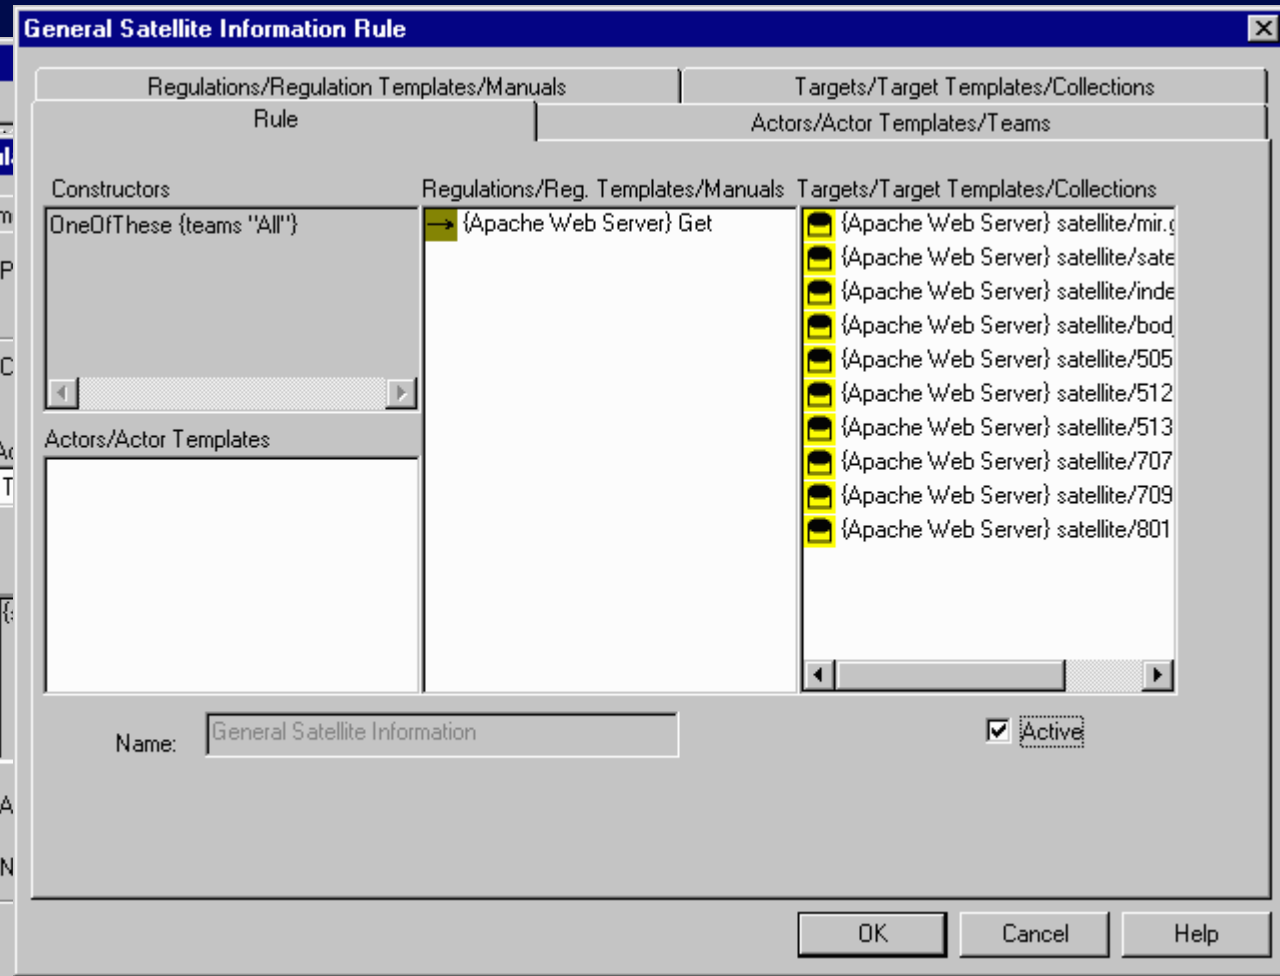 General Satellite Information Rule
Regulations/Regulation Templates/Manuals
Targets/Target Templates/Collections
Rule
Actors/Actor Templates/Teams
Constructors
Regulations/Reg. Templates/Manuals
Targets/Target Templates/Collections
OneOfThese {teams "All"}
{Apache Web Server} Get
{Apache Web Server} satellite/mir.g
{Apache Web Server} satellite/sate
{Apache Web Server} satellite/inde
{Apache Web Server} satellite/bod_
{Apache Web Server} satellite/505
{Apache Web Server} satellite/512
{Apache Web Server} satellite/513
{Apache Web Server} satellite/707
{Apache Web Server} satellite/709
{Apache Web Server} satellite/801
Actors/Actor Templates
Name:
General Satellite Information
Active
OK
Cancel
Help